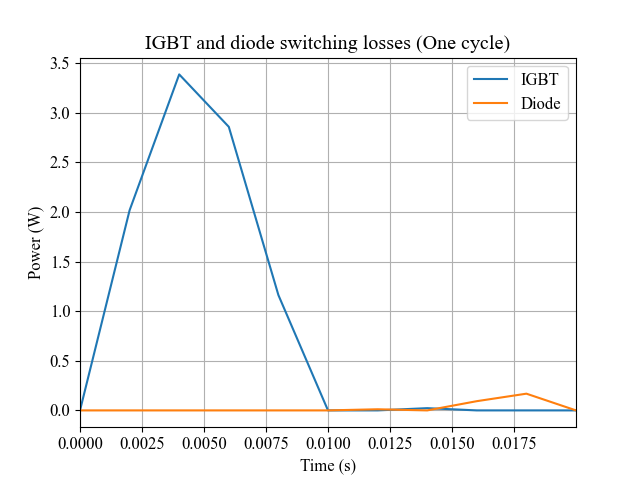 IGBT and diode switching losses (One cycle)
3.5
3.0
2.5
2.0
1.5
1.0
0.5
0.0
Power (W)
IGBT
Diode
0.0000 0.0025 0.0050 0.0075 0.0100 0.0125 0.0150 0.0175
Time (s)